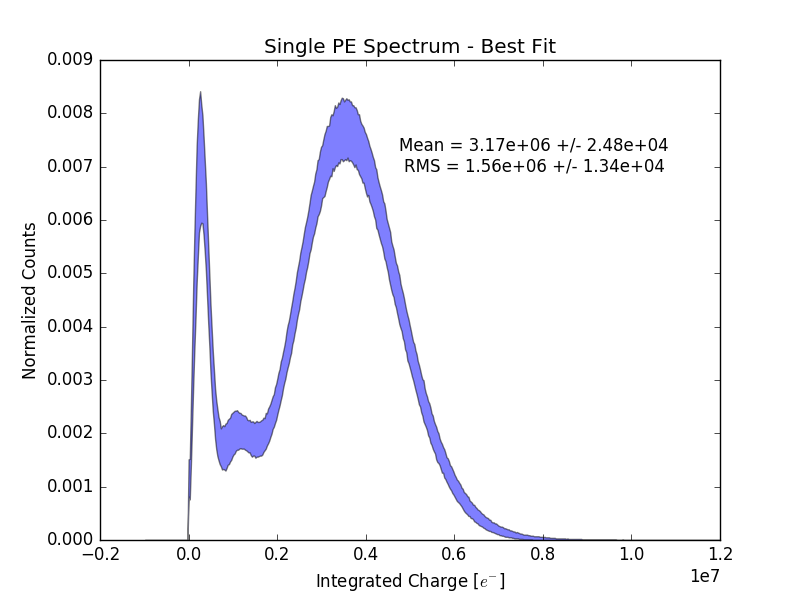 Single PE Spectrum - Best Fit
0.009
0.008
0.007
0.006
0.005
0.004
0.003
0.002
0.001
0.000
Normalized Counts
Mean = 3.17e+06 +/- 2.48e+04
RMS = 1.56e+06 +/- 1.34e+04
−0.2 0.0 0.2 0.4 0.6 0.8 1.0 1.2
1e7
Integrated Charge [e⁻]